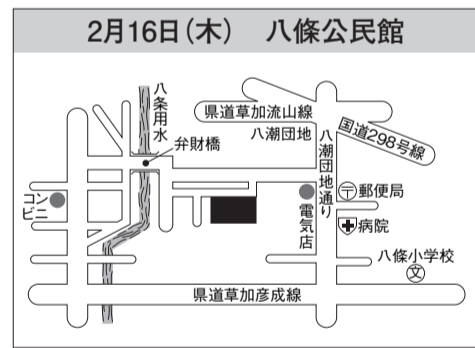 2月16日(木) 八條公民館
八条用水
県道草加流山線
八潮団地
国道298号線
弁財橋
八潮団地通り
コンビニ
電気店
〒郵便局
病院
八條小学校
文
県道草加彦成線